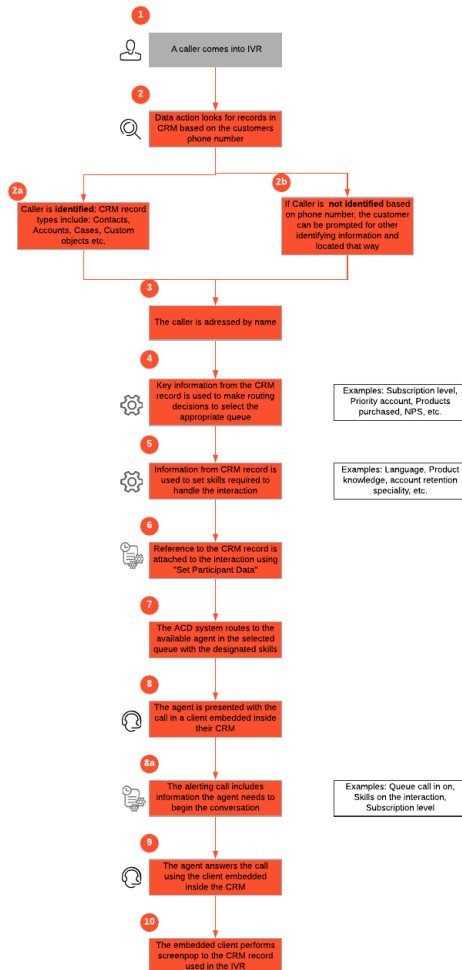 1
A caller comes into IVR
2
Data action looks for records in
CRM based on the customers
phone number
2a
Caller is identified: CRM record
types include: Contacts,
Accounts, Cases, Custom
objects etc.
2b
If Caller is not identified based
on phone number, the customer
can be prompted for other
identifying information and
located that way
3
The caller is adressed by name
4
Key information from the CRM
record is used to make routing
decisions to select the
appropriate queue
Examples: Subscription level,
Priority account, Products
purchased, NPS, etc.
5
Information from CRM record is
used to set skills required to
handle the interaction
Examples: Language, Product
knowledge, account retention
speciality, etc.
6
Reference to the CRM record is
attached to the interaction using
"Set Participant Data"
7
The ACD system routes to the
available agent in the selected
queue with the designated skills
8
The agent is presented with the
call in a client embedded inside
their CRM
8a
The alerting call includes
information the agent needs to
begin the conversation
Examples: Queue call in on,
Skills on the interaction,
Subscription level
9
The agent answers the call
using the client embedded
inside the CRM
10
The embedded client performs
screenpop to the CRM record
used in the IVR